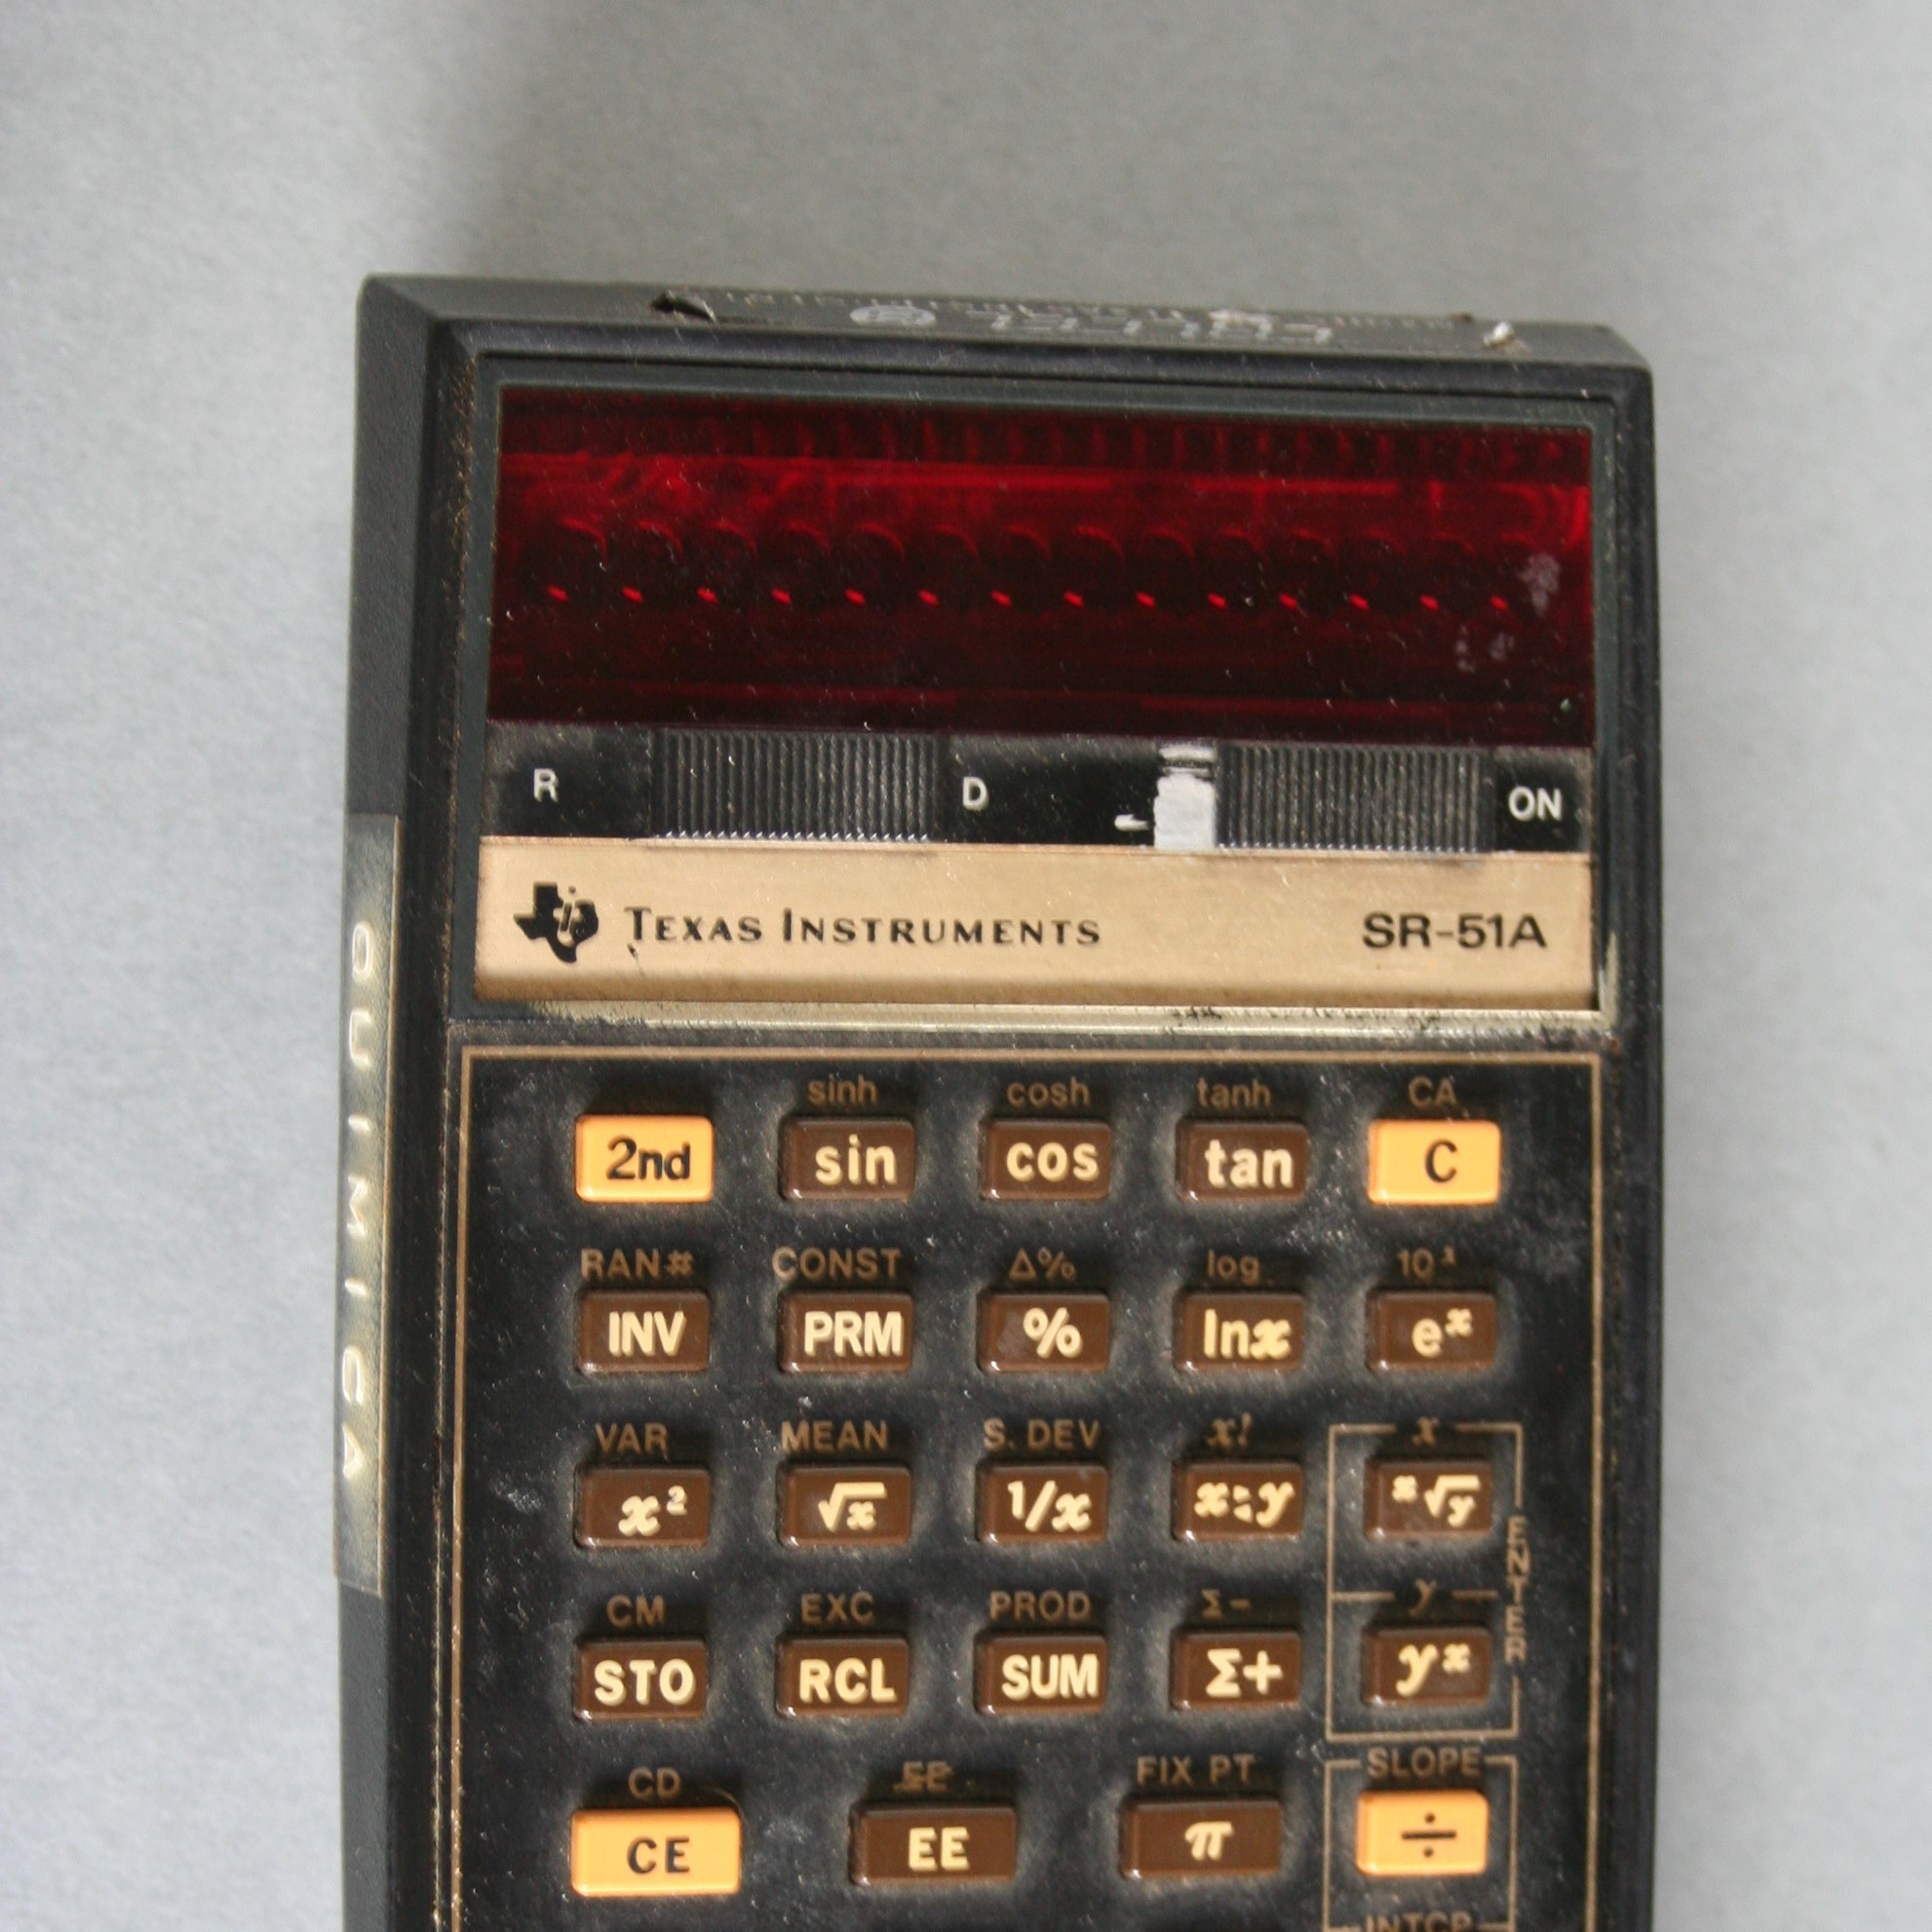 R D ON
TEXAS INSTRUMENTS SR-51A
sinh cosh tanh CA
2nd sin cos tan C
RAN# CONST Δ% log 10ˣ
INV PRM % lnx eˣ
VAR MEAN S. DEV x! x
x² √x 1/x x:y ˣ√y
CM EXC PROD Σ- y
STO RCL SUM Σ+ yˣ
ENTER
CD EE FIX PT SLOPE
CE EE π ÷
INTCP
QUIMICA